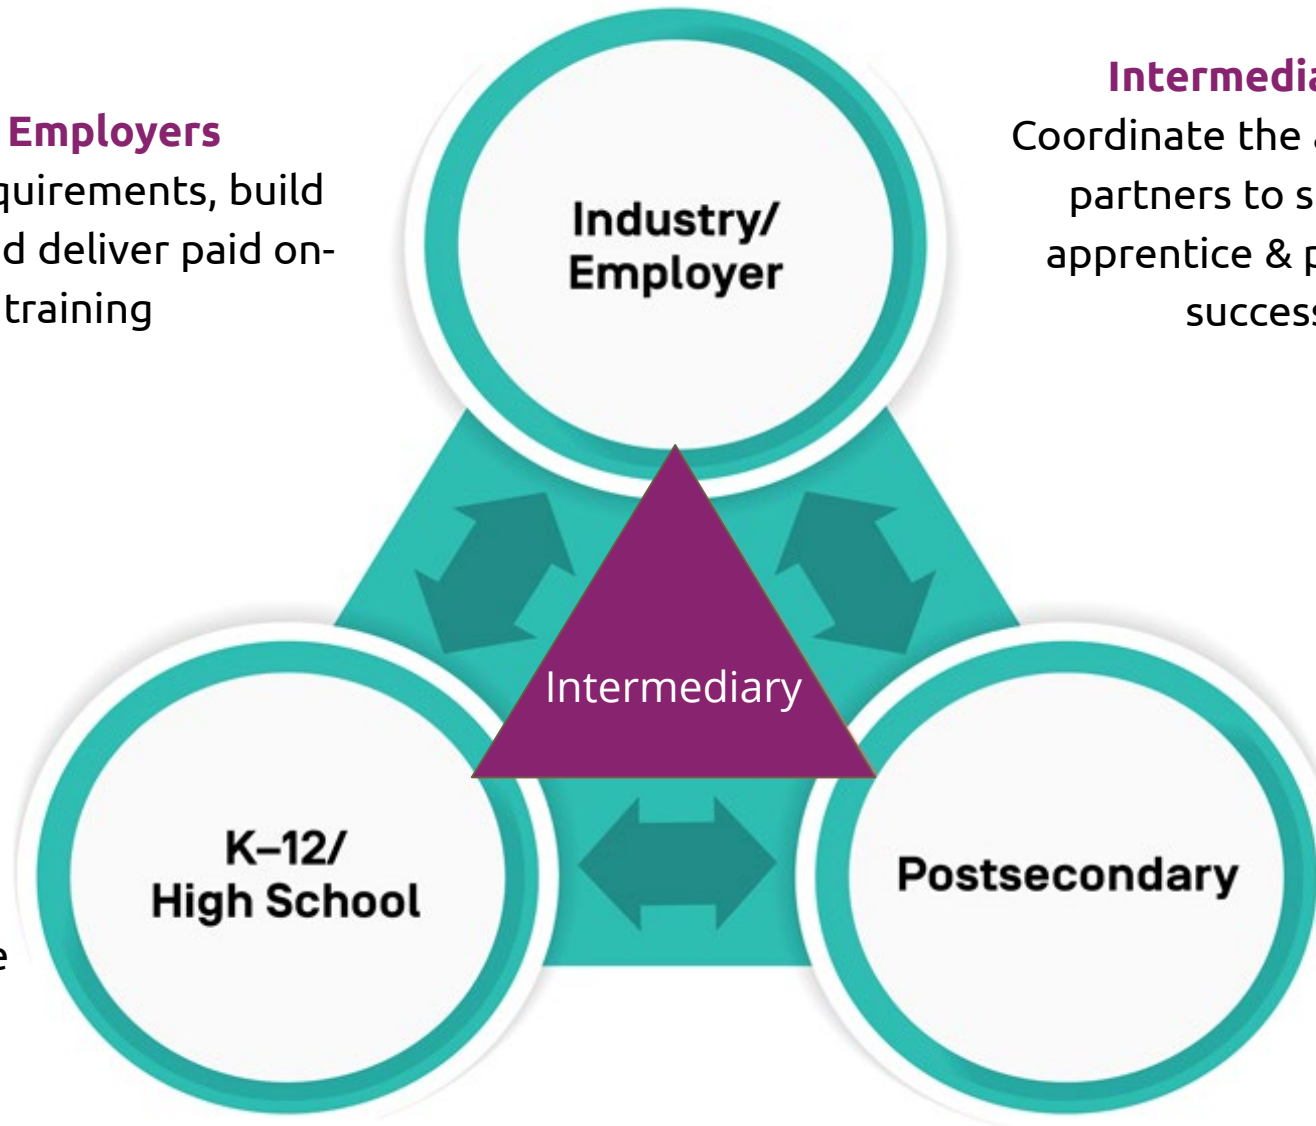 Employers
quirements, build
d deliver paid on-
training
Intermedia
Coordinate the
partners to s
apprentice & p
success
Industry/
Employer
Intermediary
K–12/
High School
Postsecondary
e